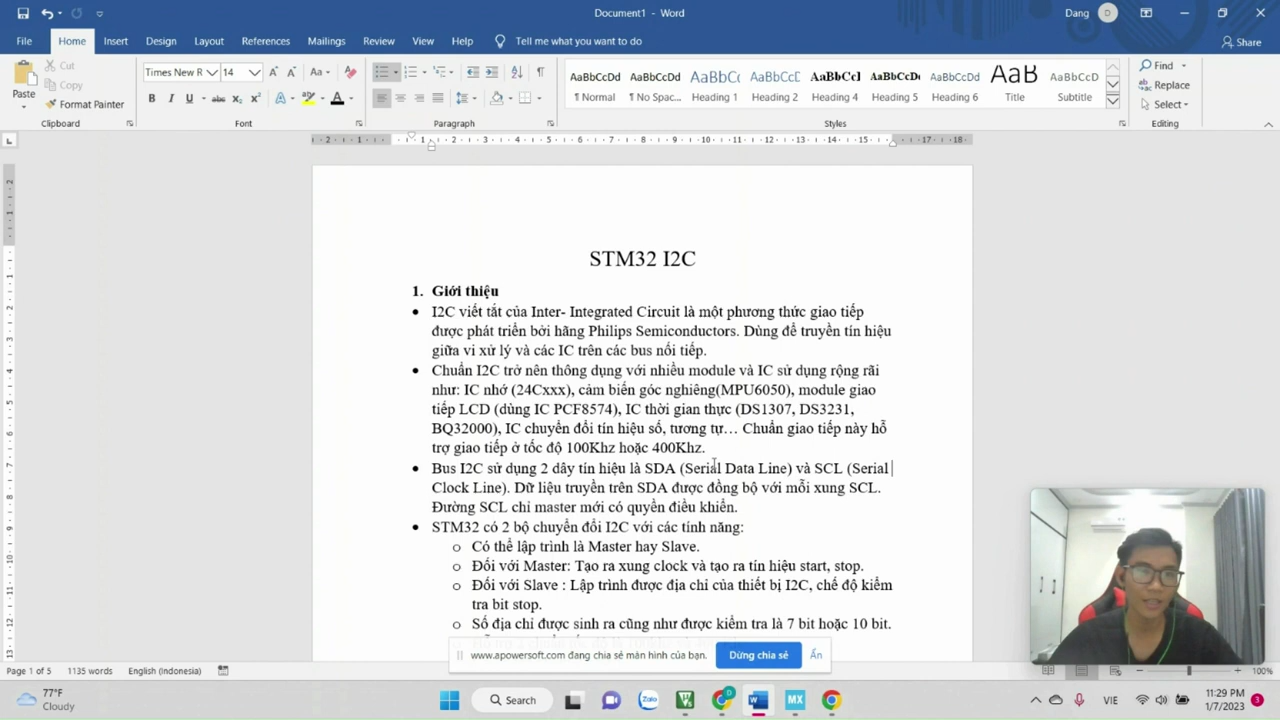 Document1 - Word
Dang
D
File
Home
Insert
Design
Layout
References
Mailings
Review
View
Help
Tell me what you want to do
Share
Paste
Cut
Copy
Format Painter
Clipboard
Times New R
14
Font
Paragraph
AaBbCcDd
¶ Normal
AaBbCcDd
¶ No Spac...
AaBbCc
Heading 1
AaBbCcD
Heading 2
AaBbCcI
Heading 4
AaBbCcDc
Heading 5
AaBbCcDd
Heading 6
AaB
Title
AaBbCcD
Subtitle
Styles
Find
Replace
Select
Editing
STM32 I2C
1. Giới thiệu
• I2C viết tắt của Inter- Integrated Circuit là một phương thức giao tiếp
được phát triển bởi hãng Philips Semiconductors. Dùng để truyền tín hiệu
giữa vi xử lý và các IC trên các bus nối tiếp.
• Chuẩn I2C trở nên thông dụng với nhiều module và IC sử dụng rộng rãi
như: IC nhớ (24Cxxx), cảm biến góc nghiêng(MPU6050), module giao
tiếp LCD (dùng IC PCF8574), IC thời gian thực (DS1307, DS3231,
BQ32000), IC chuyển đổi tín hiệu số, tương tự… Chuẩn giao tiếp này hỗ
trợ giao tiếp ở tốc độ 100Khz hoặc 400Khz.
• Bus I2C sử dụng 2 dây tín hiệu là SDA (Serial Data Line) và SCL (Serial
Clock Line). Dữ liệu truyền trên SDA được đồng bộ với mỗi xung SCL.
Đường SCL chỉ master mới có quyền điều khiển.
• STM32 có 2 bộ chuyển đổi I2C với các tính năng:
o Có thể lập trình là Master hay Slave.
o Đối với Master: Tạo ra xung clock và tạo ra tín hiệu start, stop.
o Đối với Slave : Lập trình được địa chỉ của thiết bị I2C, chế độ kiểm
tra bit stop.
o Số địa chỉ được sinh ra cũng như được kiểm tra là 7 bit hoặc 10 bit.
www.apowersoft.com đang chia sẻ màn hình của bạn.
Dừng chia sẻ
Ẩn
Page 1 of 5
1135 words
English (Indonesia)
100%
77°F
Cloudy
Search
Zalo
MX
VIE
11:29 PM
1/7/2023
3